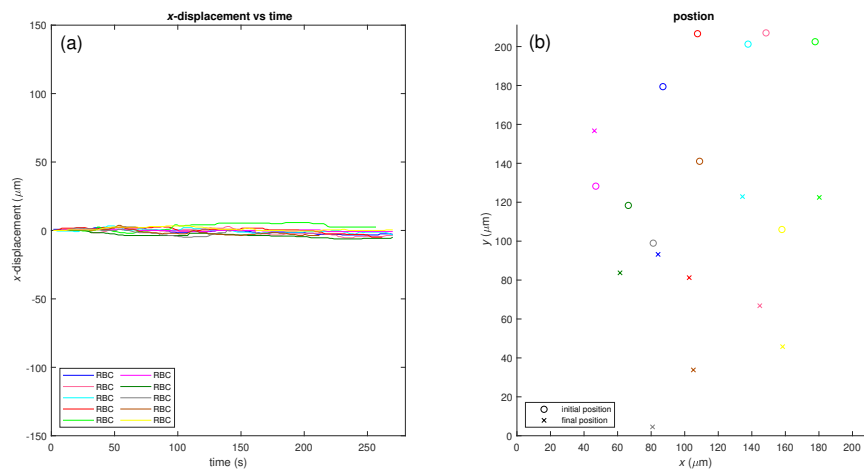 x-displacement vs time
(a)
150
100
50
0
-50
-100
-150
x-displacement (μm)
RBC RBC
RBC RBC
RBC RBC
RBC RBC
RBC RBC
0 50 100 150 200 250
time (s)
postion
(b)
200
180
160
140
120
100
80
60
40
20
0
y (μm)
initial position
final position
0 20 40 60 80 100 120 140 160 180 200
x (μm)